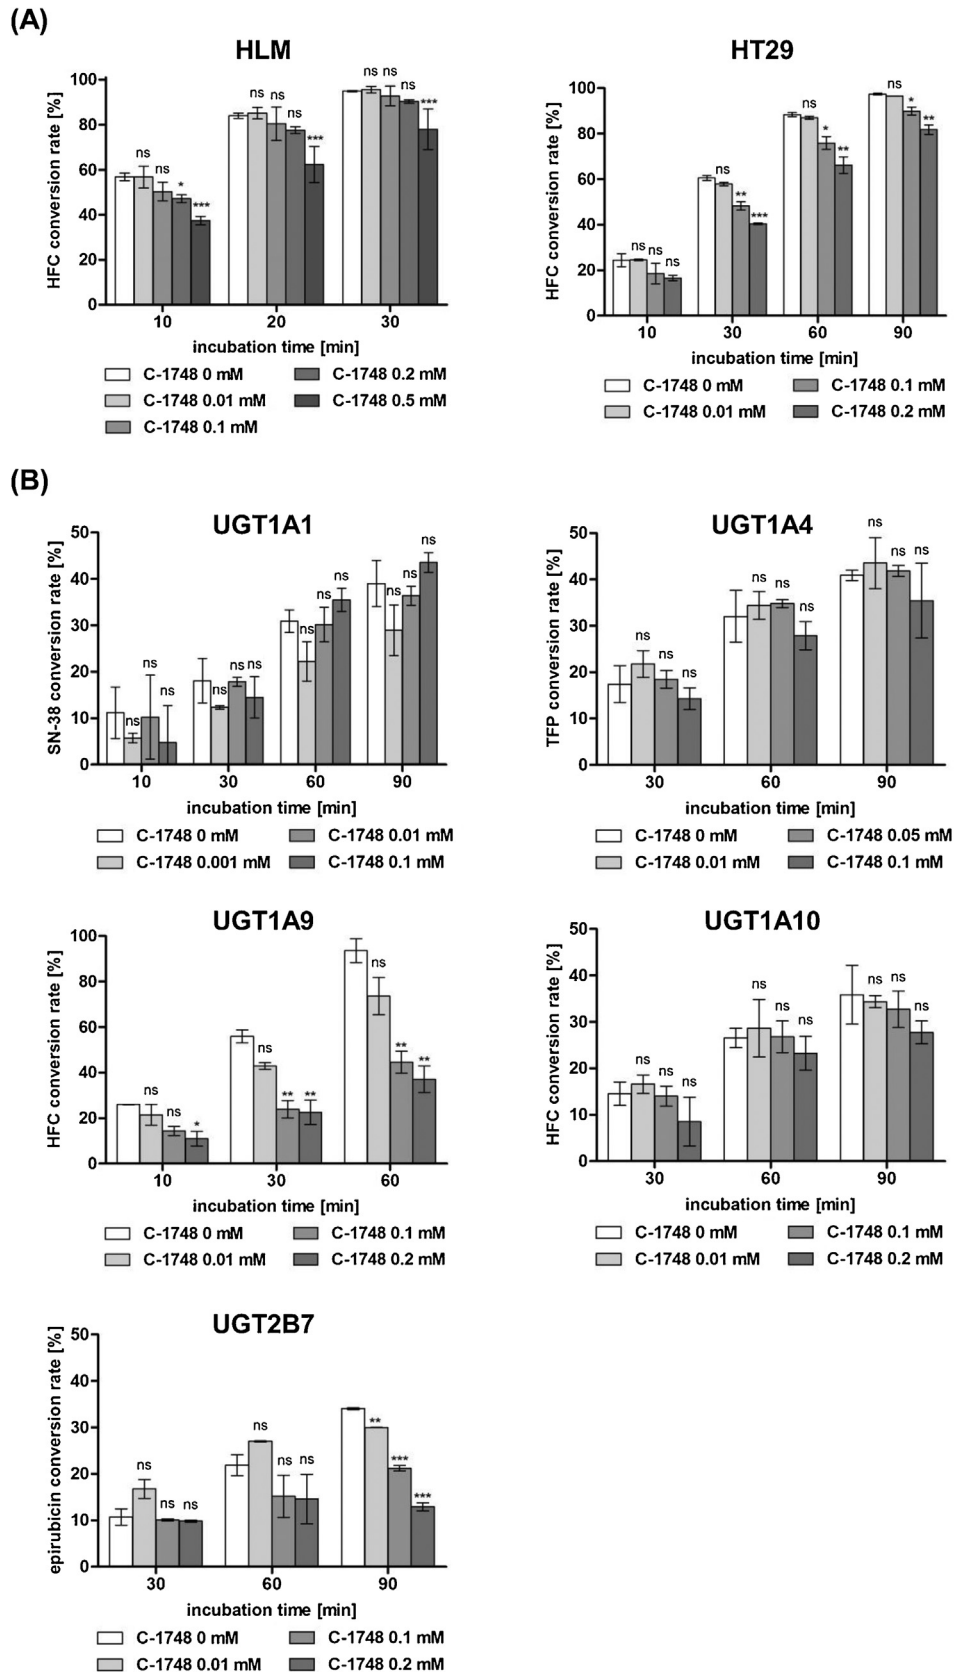 (A)
HLM
HFC conversion rate [%]
100
80
60
40
20
0
ns
ns
*
***
ns
ns
ns
***
ns
ns
ns
***
10
20
30
incubation time [min]
C-1748 0 mM
C-1748 0.2 mM
C-1748 0.01 mM
C-1748 0.5 mM
C-1748 0.1 mM
HT29
HFC conversion rate [%]
100
80
60
40
20
0
ns
ns
ns
ns
**
***
ns
*
**
ns
*
**
10
30
60
90
incubation time [min]
C-1748 0 mM
C-1748 0.1 mM
C-1748 0.01 mM
C-1748 0.2 mM
(B)
UGT1A1
SN-38 conversion rate [%]
50
40
30
20
10
0
ns
ns
ns
ns
ns
ns
ns
ns
ns
ns
ns
ns
10
30
60
90
incubation time [min]
C-1748 0 mM
C-1748 0.01 mM
C-1748 0.001 mM
C-1748 0.1 mM
UGT1A4
TFP conversion rate [%]
50
40
30
20
10
0
ns
ns
ns
ns
ns
ns
ns
ns
ns
30
60
90
incubation time [min]
C-1748 0 mM
C-1748 0.05 mM
C-1748 0.01 mM
C-1748 0.1 mM
UGT1A9
HFC conversion rate [%]
100
80
60
40
20
0
ns
ns
*
ns
**
**
ns
**
**
10
30
60
incubation time [min]
C-1748 0 mM
C-1748 0.1 mM
C-1748 0.01 mM
C-1748 0.2 mM
UGT1A10
HFC conversion rate [%]
50
40
30
20
10
0
ns
ns
ns
ns
ns
ns
ns
ns
ns
30
60
90
incubation time [min]
C-1748 0 mM
C-1748 0.1 mM
C-1748 0.01 mM
C-1748 0.2 mM
UGT2B7
epirubicin conversion rate [%]
50
40
30
20
10
0
ns
ns
ns
ns
ns
ns
**
***
***
30
60
90
incubation time [min]
C-1748 0 mM
C-1748 0.1 mM
C-1748 0.01 mM
C-1748 0.2 mM